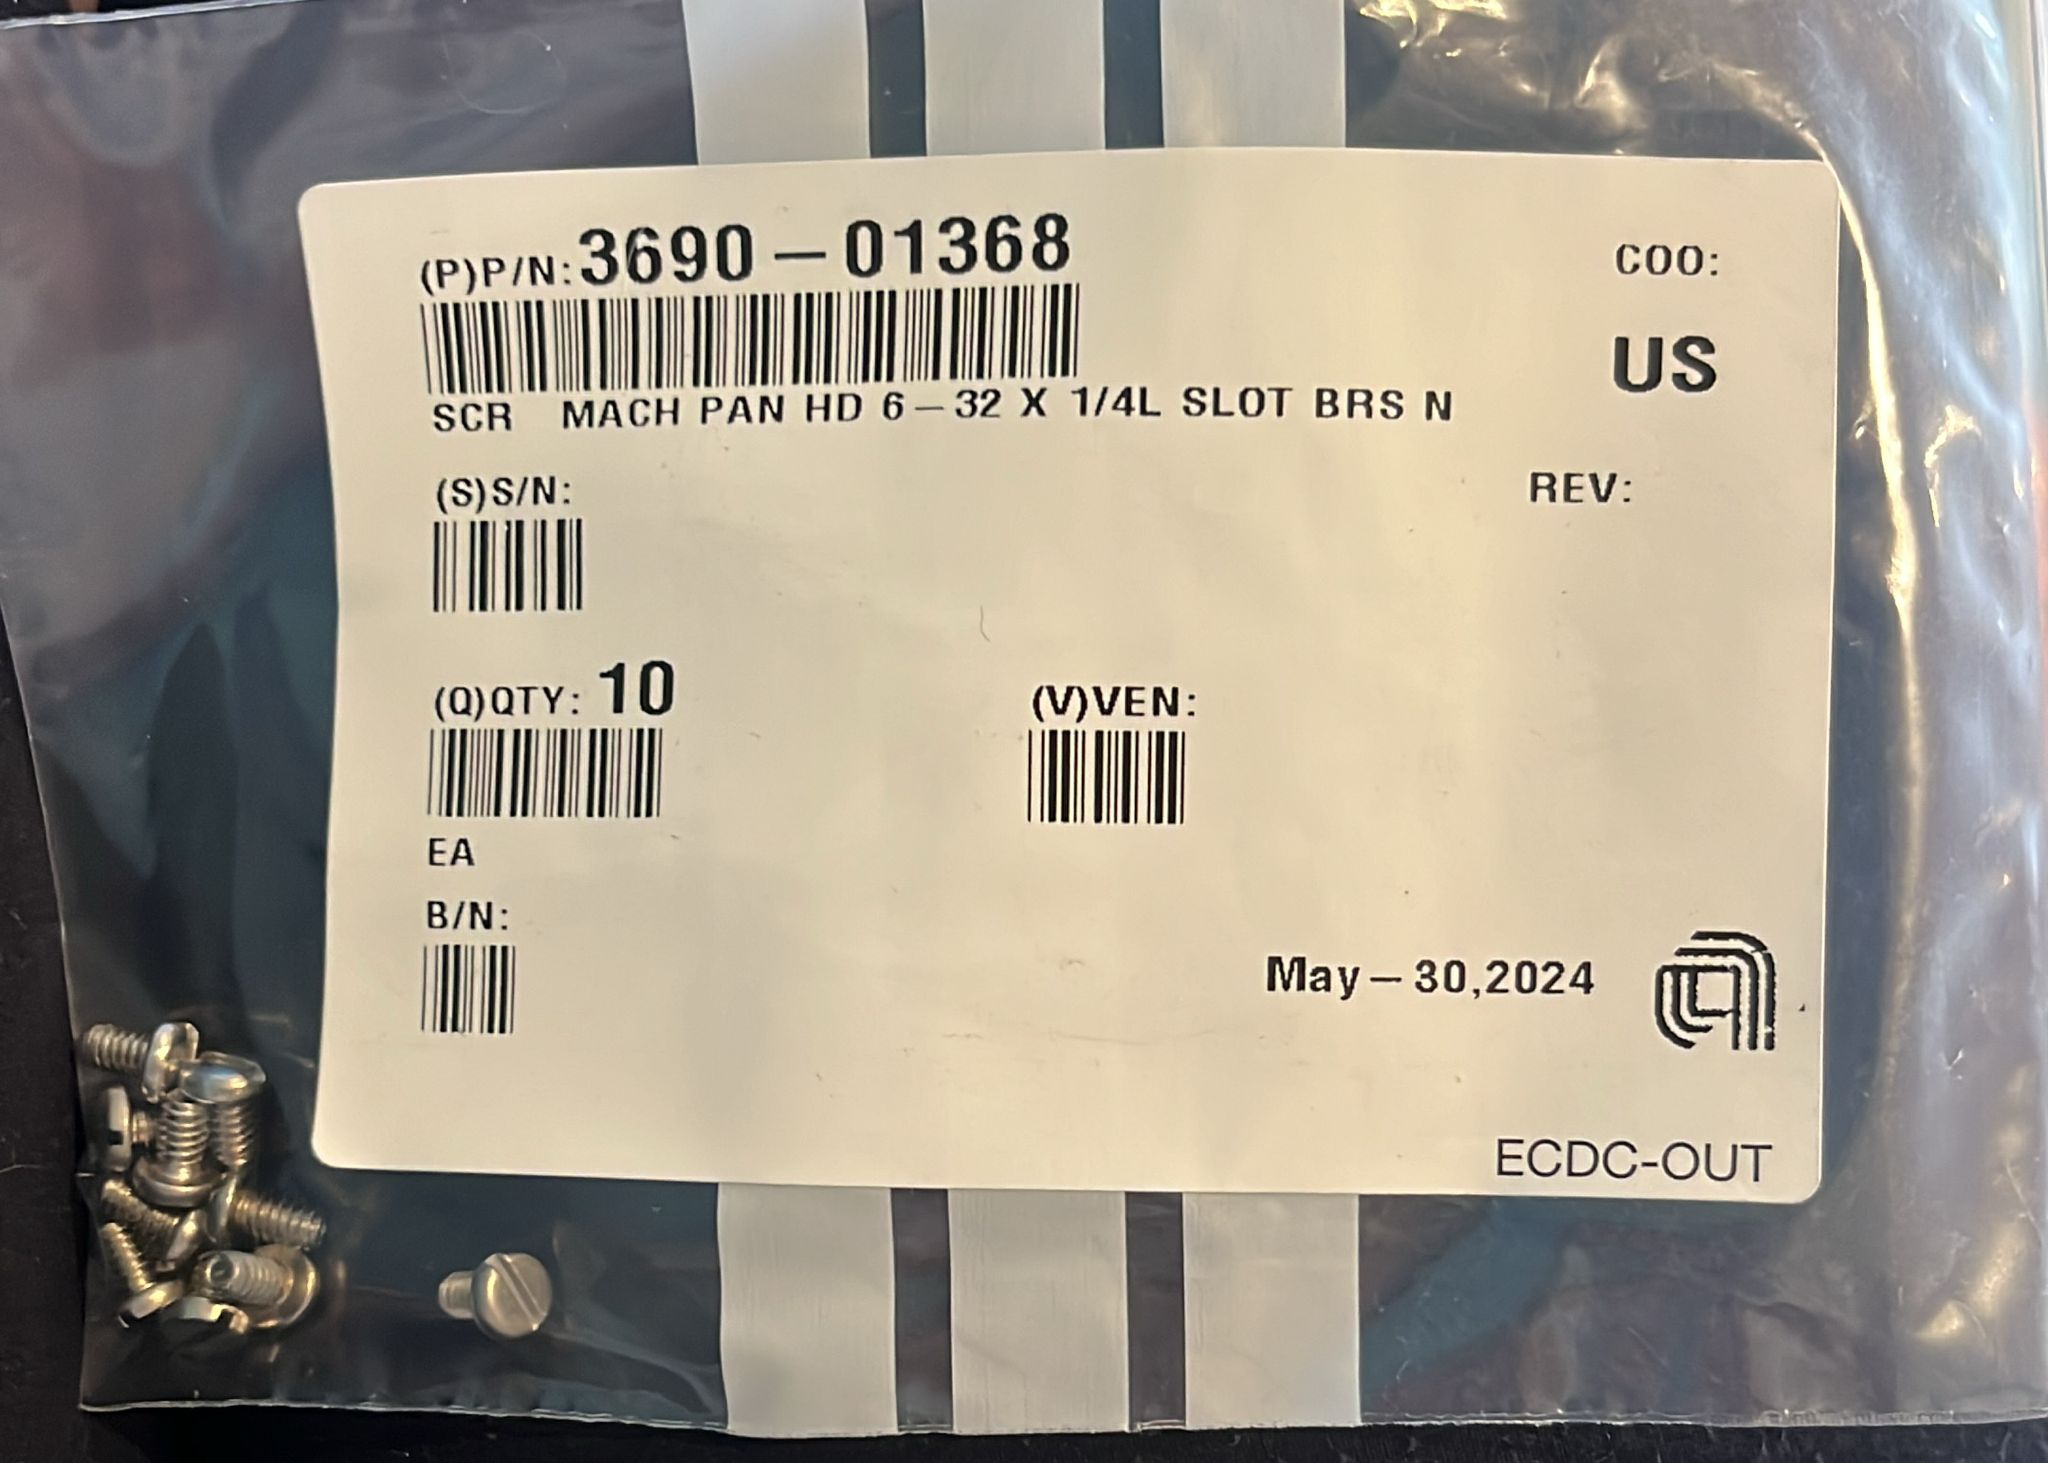 (P)P/N: 3690-01368
COO:
US
SCR MACH PAN HD 6-32 X 1/4L SLOT BRS N
(S)S/N:
REV:
(Q)QTY: 10
(V)VEN:
EA
B/N:
May-30,2024
ECDC-OUT